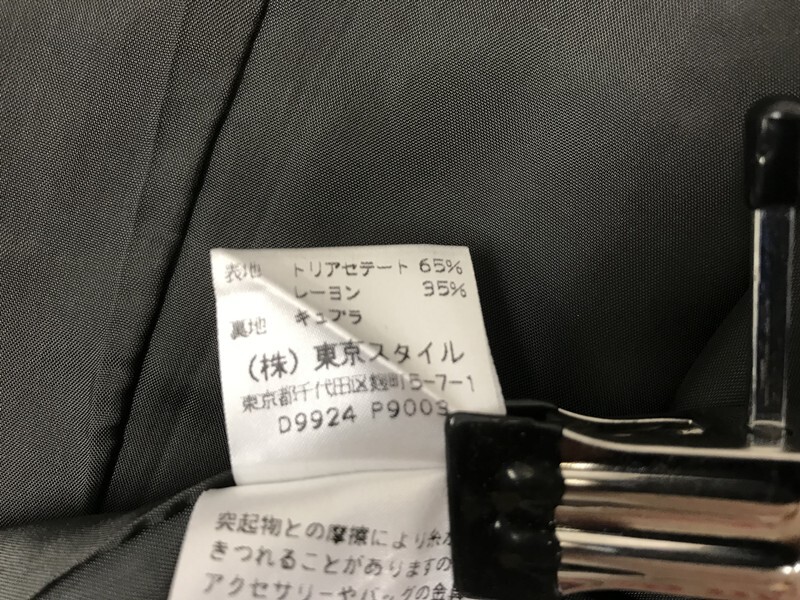 表地 トリアセテート 65%
レーヨン 35%
裏地 キュプラ
(株) 東京スタイル
東京都千代田区麹町5-7-1
D9924 P9003
突起物との摩擦により糸が
きつれることがありますの
アクセサリーやバッグの金具